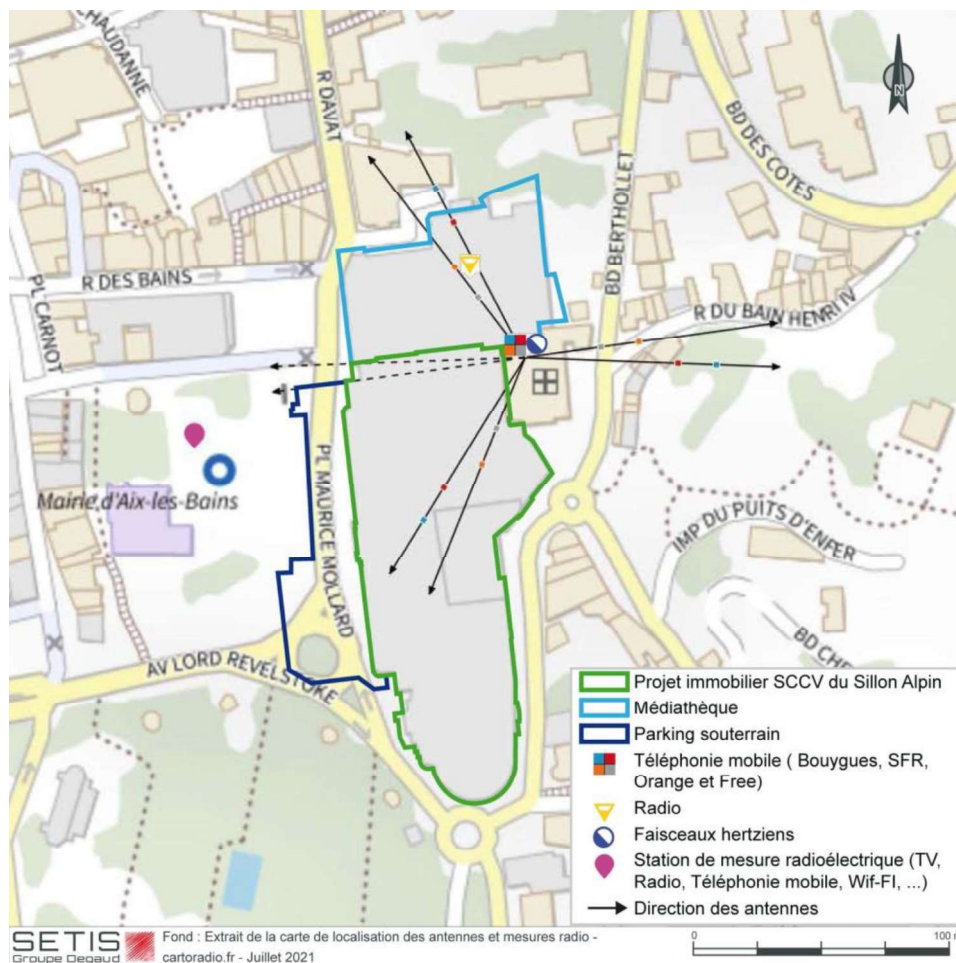 CHAUDANNE
R DAVAT
BD DES COTES
BD BERTHOLLET
N
R DES BAINS
R DU BAIN HENRI IV
PL CARNOT
Mairie d'Aix-les-Bains
PL MAURICE MOLLARD
IMP DU PUITS D'ENFER
BD CHE
AV LORD REVELSTOKE
Projet immobilier SCCV du Sillon Alpin
Médiathèque
Parking souterrain
Téléphonie mobile ( Bouygues, SFR,
Orange et Free)
Radio
Faisceaux hertziens
Station de mesure radioélectrique (TV,
Radio, Téléphonie mobile, Wif-FI, ...)
Direction des antennes
SETIS
Groupe Degaud
Fond : Extrait de la carte de localisation des antennes et mesures radio -
cartoradio.fr - Juillet 2021
0
100 m